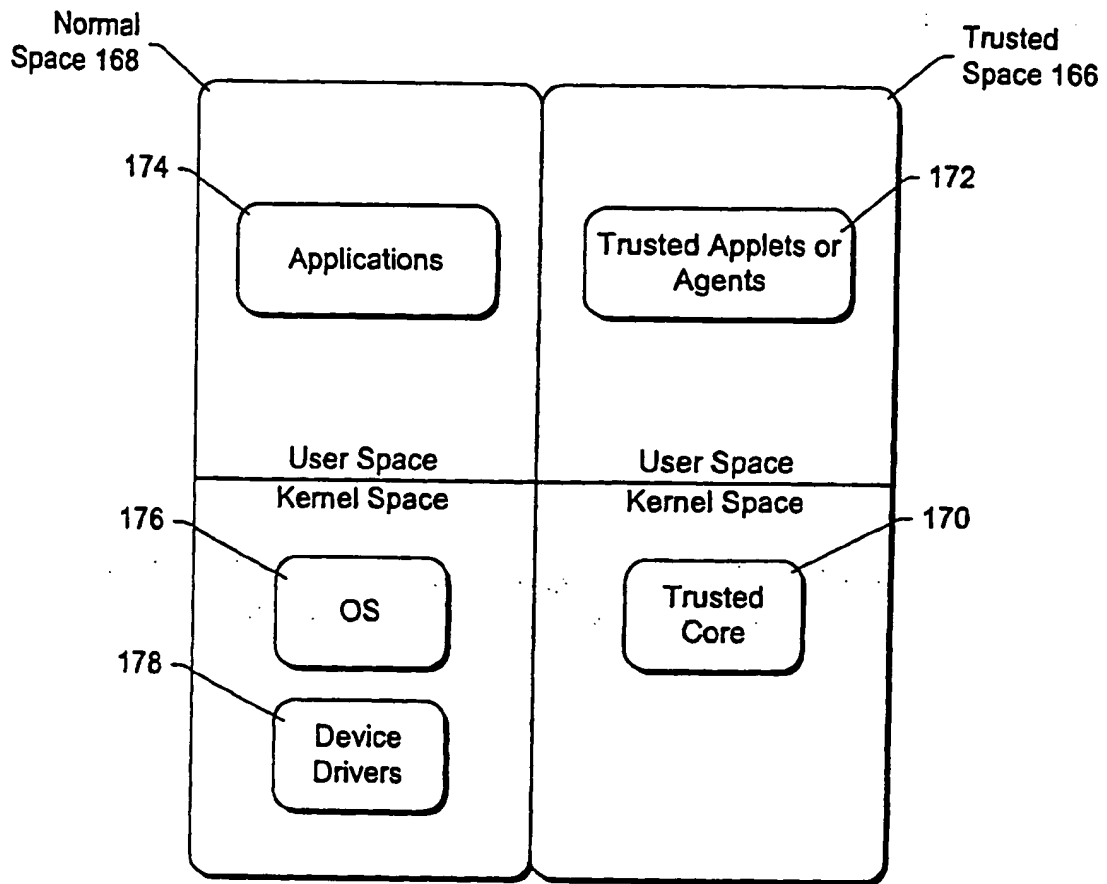 Normal
Space 168
Trusted
Space 166
174
172
Applications
Trusted Applets or
Agents
User Space
User Space
Kernel Space
Kernel Space
176
170
OS
Trusted
Core
178
Device
Drivers